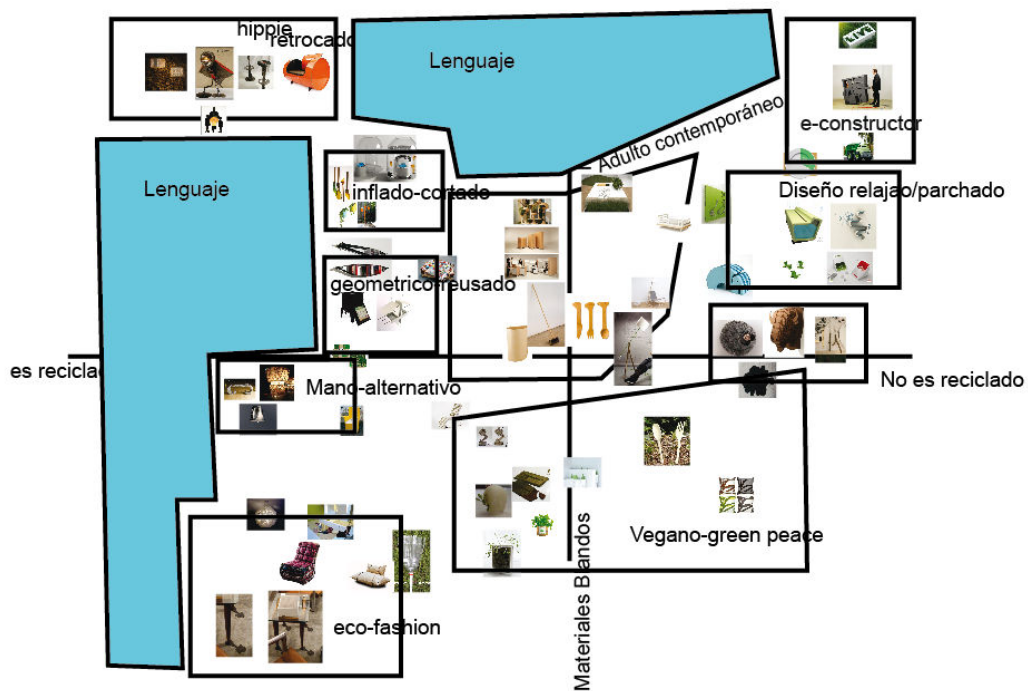 hippie
retrocado
Lenguaje
e-constructor
Adulto contemporáneo
Lenguaje
inflado-cortado
Diseño relajao/parchado
geometrico-reusado
es recicla
Mano-alternativo
No es reciclado
Vegano-green peace
Materiales Blandos
eco-fashion